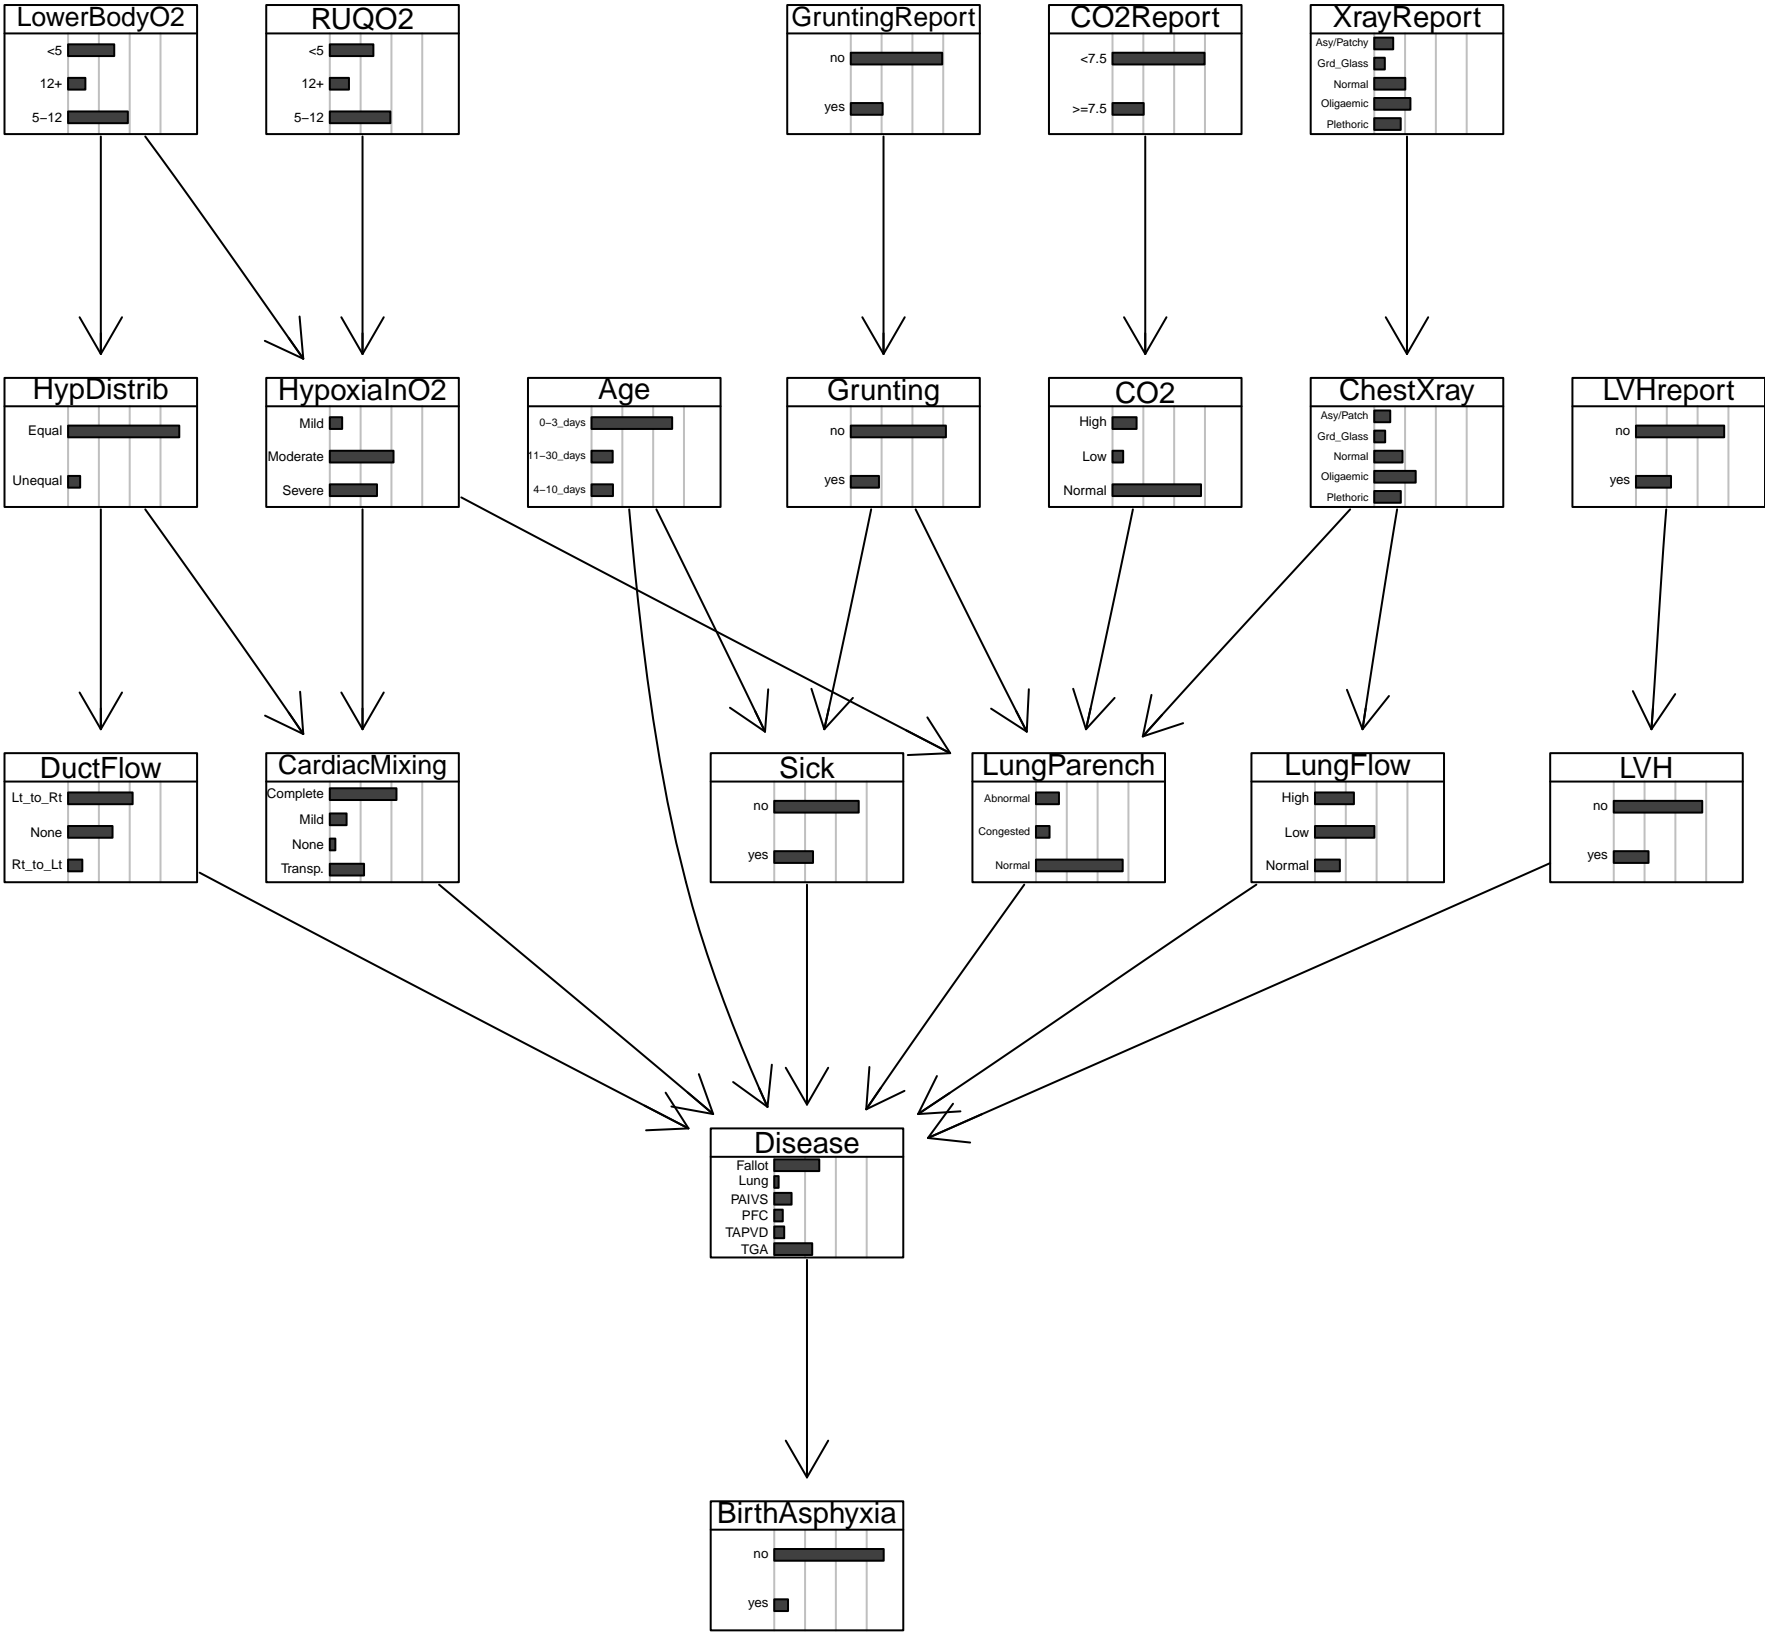 LowerBodyO2
<5
12+
5−12
RUQO2
<5
12+
5−12
GruntingReport
no
yes
CO2Report
<7.5
>=7.5
XrayReport
Asy/Patchy
Grd_Glass
Normal
Oligaemic
Plethoric
HypDistrib
Equal
Unequal
HypoxiaInO2
Mild
Moderate
Severe
Age
0−3_days
11−30_days
4−10_days
Grunting
no
yes
CO2
High
Low
Normal
ChestXray
Asy/Patch
Grd_Glass
Normal
Oligaemic
Plethoric
LVHreport
no
yes
DuctFlow
Lt_to_Rt
None
Rt_to_Lt
CardiacMixing
Complete
Mild
None
Transp.
Sick
no
yes
LungParench
Abnormal
Congested
Normal
LungFlow
High
Low
Normal
LVH
no
yes
Disease
Fallot
Lung
PAIVS
PFC
TAPVD
TGA
BirthAsphyxia
no
yes